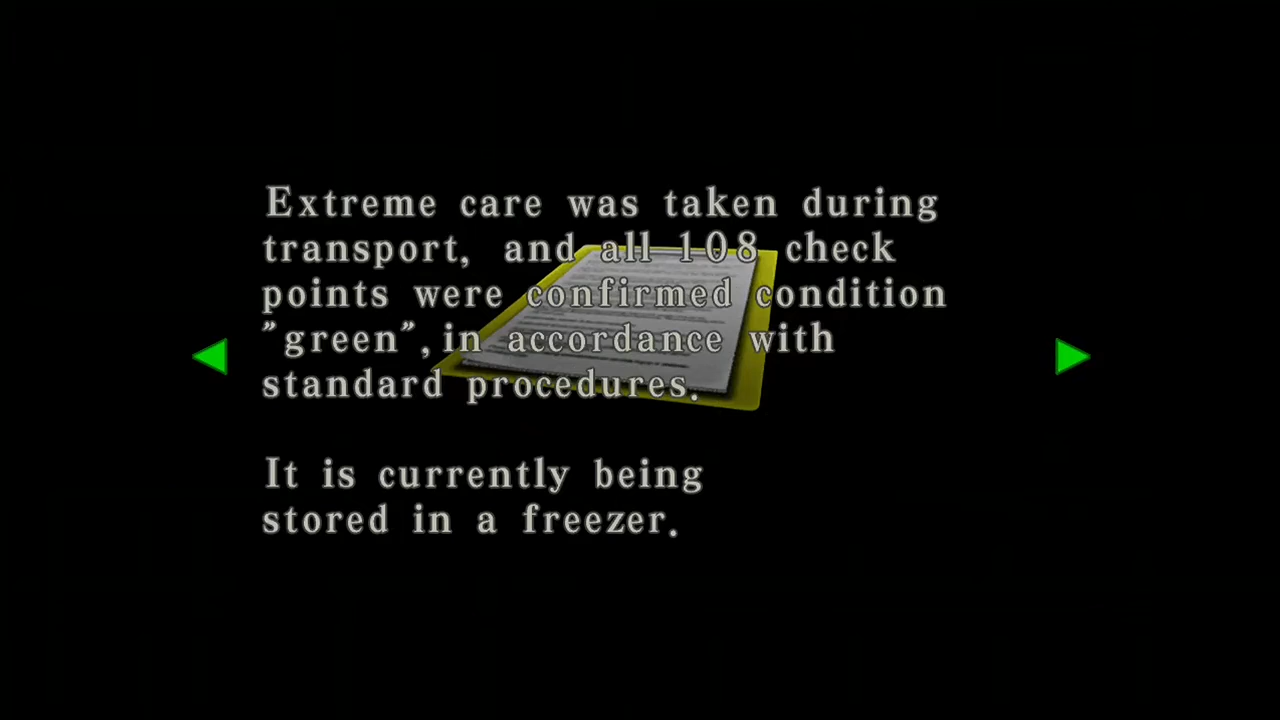 Extreme care was taken during
transport, and all 108 check
points were confirmed condition
"green", in accordance with
standard procedures.
It is currently being
stored in a freezer.